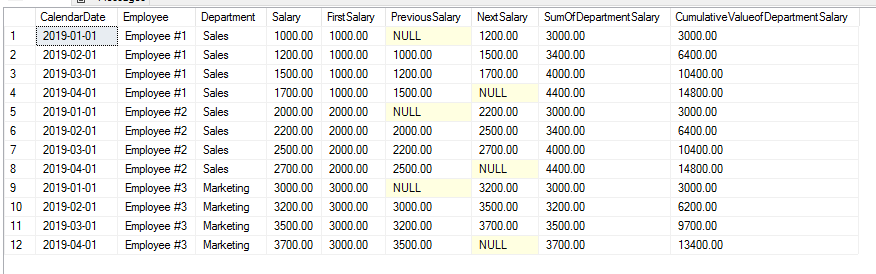 CalendarDate Employee Department Salary FirstSalary PreviousSalary NextSalary SumOfDepartmentSalary CumulativeValueofDepartmentSalary
1 2019-01-01 Employee #1 Sales 1000.00 1000.00 NULL 1200.00 3000.00 3000.00
2 2019-02-01 Employee #1 Sales 1200.00 1000.00 1000.00 1500.00 3400.00 6400.00
3 2019-03-01 Employee #1 Sales 1500.00 1000.00 1200.00 1700.00 4000.00 10400.00
4 2019-04-01 Employee #1 Sales 1700.00 1000.00 1500.00 NULL 4400.00 14800.00
5 2019-01-01 Employee #2 Sales 2000.00 2000.00 NULL 2200.00 3000.00 3000.00
6 2019-02-01 Employee #2 Sales 2200.00 2000.00 2000.00 2500.00 3400.00 6400.00
7 2019-03-01 Employee #2 Sales 2500.00 2000.00 2200.00 2700.00 4000.00 10400.00
8 2019-04-01 Employee #2 Sales 2700.00 2000.00 2500.00 NULL 4400.00 14800.00
9 2019-01-01 Employee #3 Marketing 3000.00 3000.00 NULL 3200.00 3000.00 3000.00
10 2019-02-01 Employee #3 Marketing 3200.00 3000.00 3000.00 3500.00 3200.00 6200.00
11 2019-03-01 Employee #3 Marketing 3500.00 3000.00 3200.00 3700.00 3500.00 9700.00
12 2019-04-01 Employee #3 Marketing 3700.00 3000.00 3500.00 NULL 3700.00 13400.00